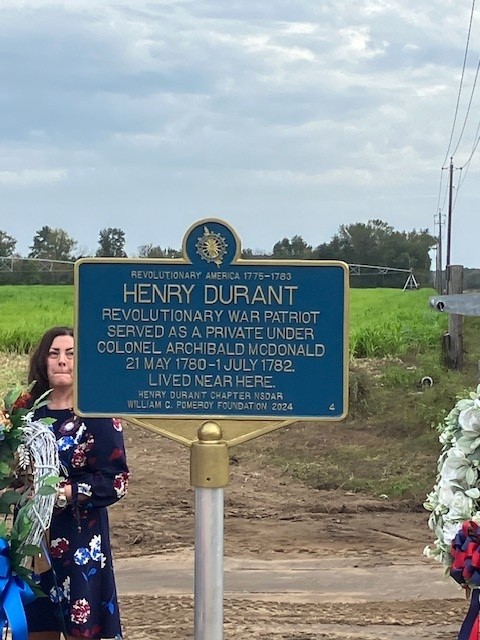 REVOLUTIONARY AMERICA 1775-1783
HENRY DURANT
REVOLUTIONARY WAR PATRIOT
SERVED AS A PRIVATE UNDER
COLONEL ARCHIBALD MCDONALD
21 MAY 1780-1 JULY 1782.
LIVED NEAR HERE.
HENRY DURANT CHAPTER NSDAR
WILLIAM C. POMEROY FOUNDATION 2024 4